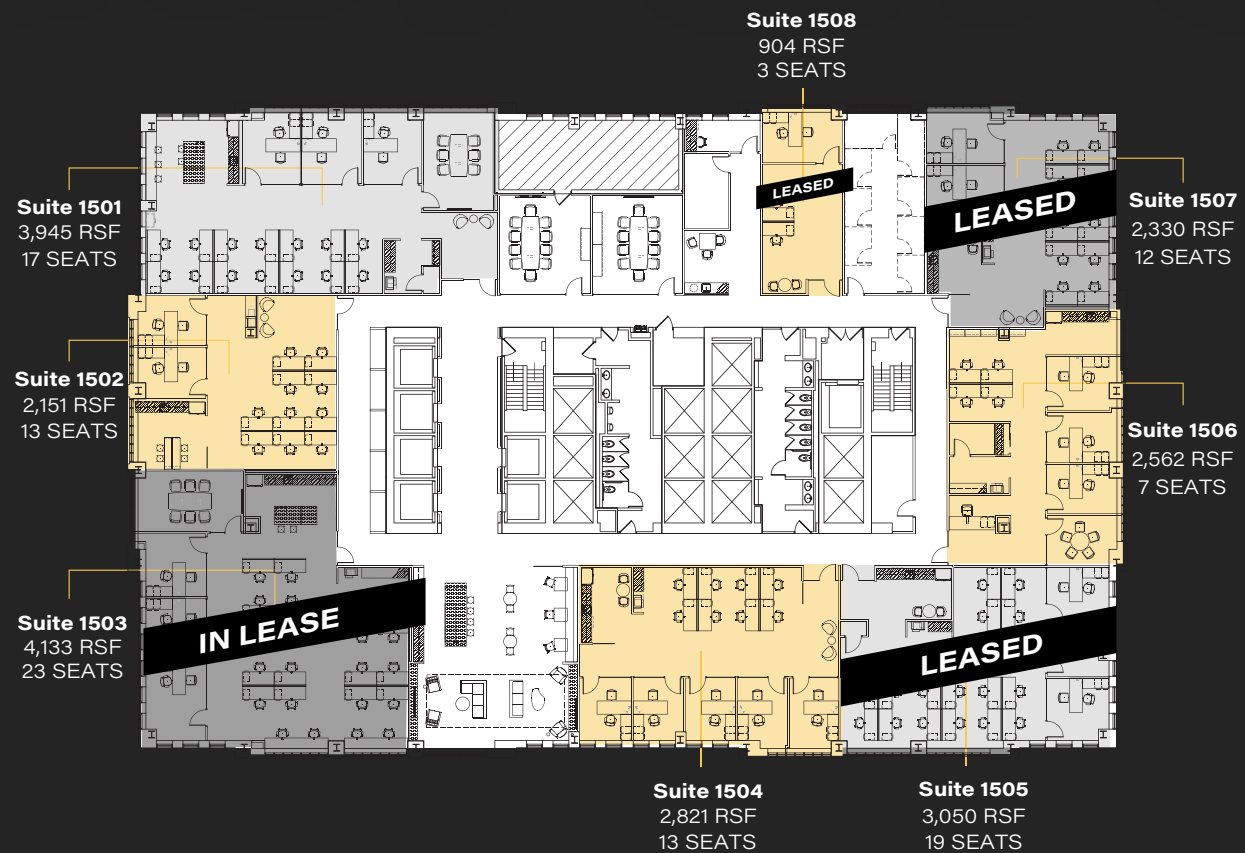 Suite 1508
904 RSF
3 SEATS
LEASED
LEASED
Suite 1501
3,945 RSF
17 SEATS
Suite 1507
2,330 RSF
12 SEATS
Suite 1502
2,151 RSF
13 SEATS
Suite 1506
2,562 RSF
7 SEATS
Suite 1503
4,133 RSF
23 SEATS
IN LEASE
LEASED
Suite 1504
2,821 RSF
13 SEATS
Suite 1505
3,050 RSF
19 SEATS